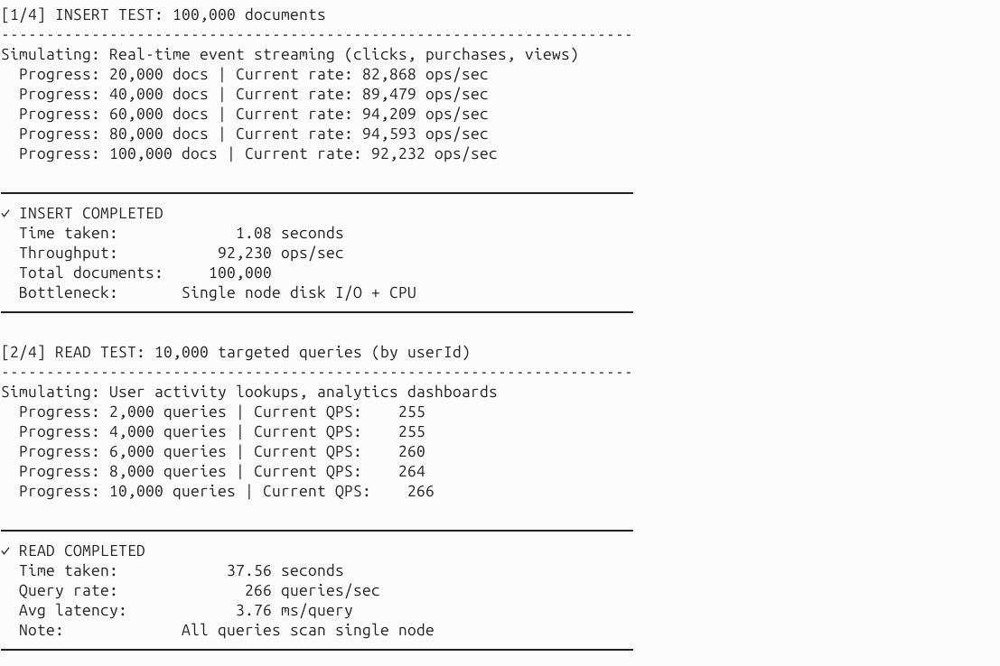 [1/4] INSERT TEST: 100,000 documents
----------------------------------------------------------------------
Simulating: Real-time event streaming (clicks, purchases, views)
  Progress: 20,000 docs | Current rate: 82,868 ops/sec
  Progress: 40,000 docs | Current rate: 89,479 ops/sec
  Progress: 60,000 docs | Current rate: 94,209 ops/sec
  Progress: 80,000 docs | Current rate: 94,593 ops/sec
  Progress: 100,000 docs | Current rate: 92,232 ops/sec
✓ INSERT COMPLETED
  Time taken:             1.08 seconds
  Throughput:           92,230 ops/sec
  Total documents:     100,000
  Bottleneck:       Single node disk I/O + CPU
[2/4] READ TEST: 10,000 targeted queries (by userId)
----------------------------------------------------------------------
Simulating: User activity lookups, analytics dashboards
  Progress: 2,000 queries | Current QPS:    255
  Progress: 4,000 queries | Current QPS:    255
  Progress: 6,000 queries | Current QPS:    260
  Progress: 8,000 queries | Current QPS:    264
  Progress: 10,000 queries | Current QPS:    266
✓ READ COMPLETED
  Time taken:            37.56 seconds
  Query rate:              266 queries/sec
  Avg latency:            3.76 ms/query
  Note:             All queries scan single node